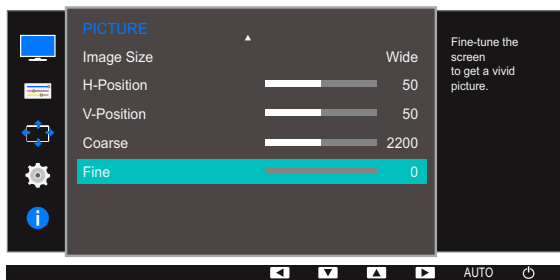 PICTURE
Image Size Wide
H-Position 50
V-Position 50
Coarse 2200
Fine 0
Fine-tune the
screen
to get a vivid
picture.
AUTO